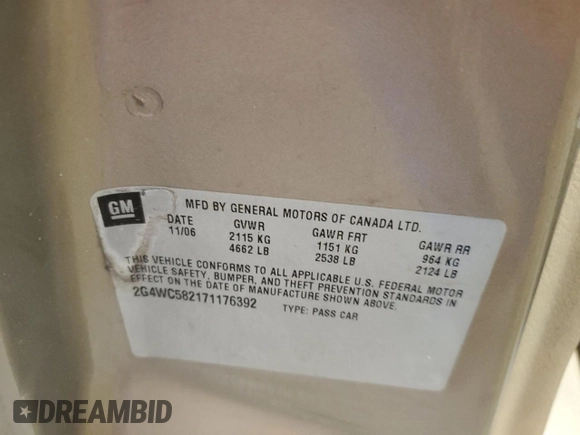 GM
MFD BY GENERAL MOTORS OF CANADA LTD.
DATE GVWR GAWR FRT GAWR RR
11/06 2115 KG 1151 KG 964 KG
4662 LB 2538 LB 2124 LB
THIS VEHICLE CONFORMS TO ALL APPLICABLE U.S. FEDERAL MOTOR
VEHICLE SAFETY, BUMPER, AND THEFT PREVENTION STANDARDS IN
EFFECT ON THE DATE OF MANUFACTURE SHOWN ABOVE.
2G4WC582171176392 TYPE: PASS CAR
DREAMBID